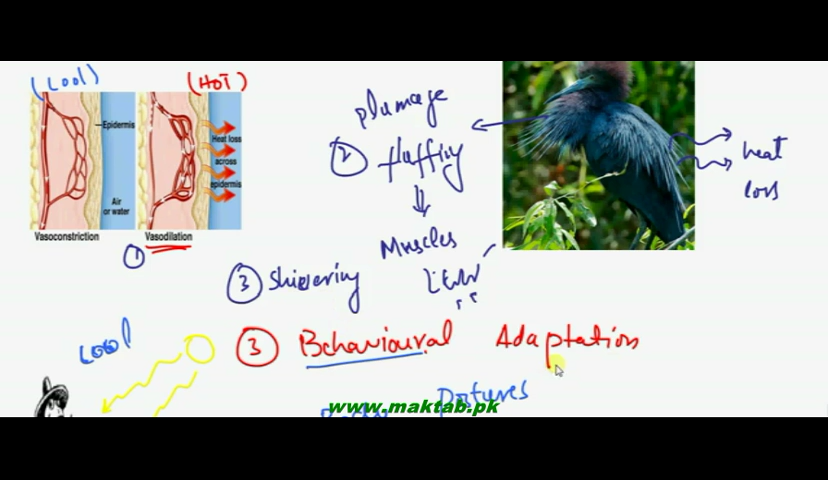 (Cool)
(HOT)
Epidermis
Heat loss
across
epidermis
Air
or water
Vasoconstriction
Vasodilation
1
plumage
2 fluffing
heat
loss
Muscles
3 Shivering
3 Behavioural Adaptation
Cool
Postures
www.maktab.pk